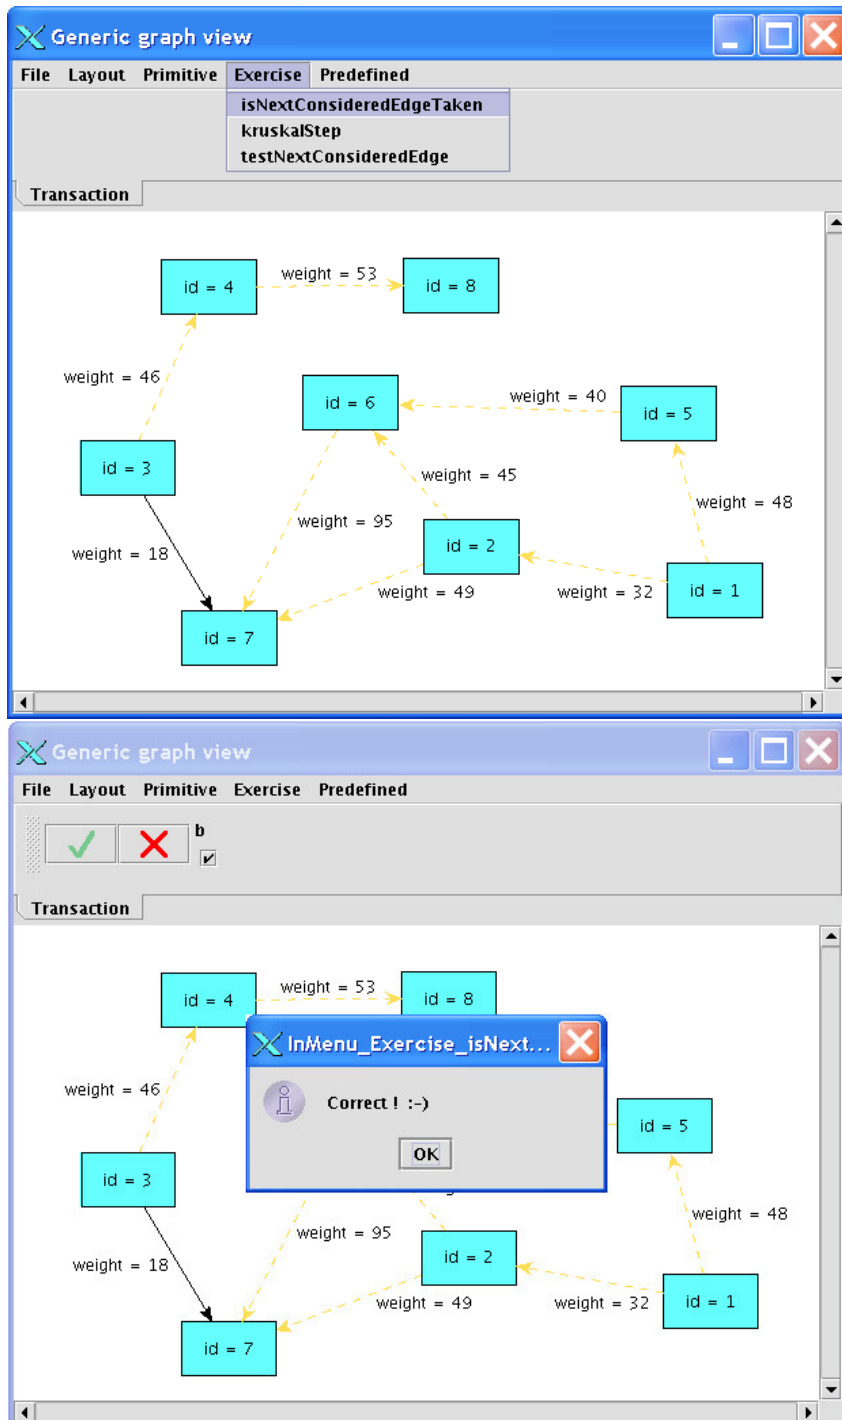 Generic graph view
File Layout Primitive Exercise Predefined
isNextConsideredEdgeTaken
kruskalStep
testNextConsideredEdge
Transaction
id = 4
weight = 53
id = 8
weight = 46
id = 6
weight = 40
id = 5
id = 3
weight = 45
weight = 48
weight = 18
weight = 95
id = 2
weight = 49
weight = 32
id = 1
id = 7
Generic graph view
File Layout Primitive Exercise Predefined
b
Transaction
id = 4
weight = 53
id = 8
InMenu_Exercise_isNext...
weight = 46
Correct ! :-)
id = 5
OK
id = 3
weight = 48
weight = 95
id = 2
weight = 18
weight = 49
weight = 32
id = 1
id = 7